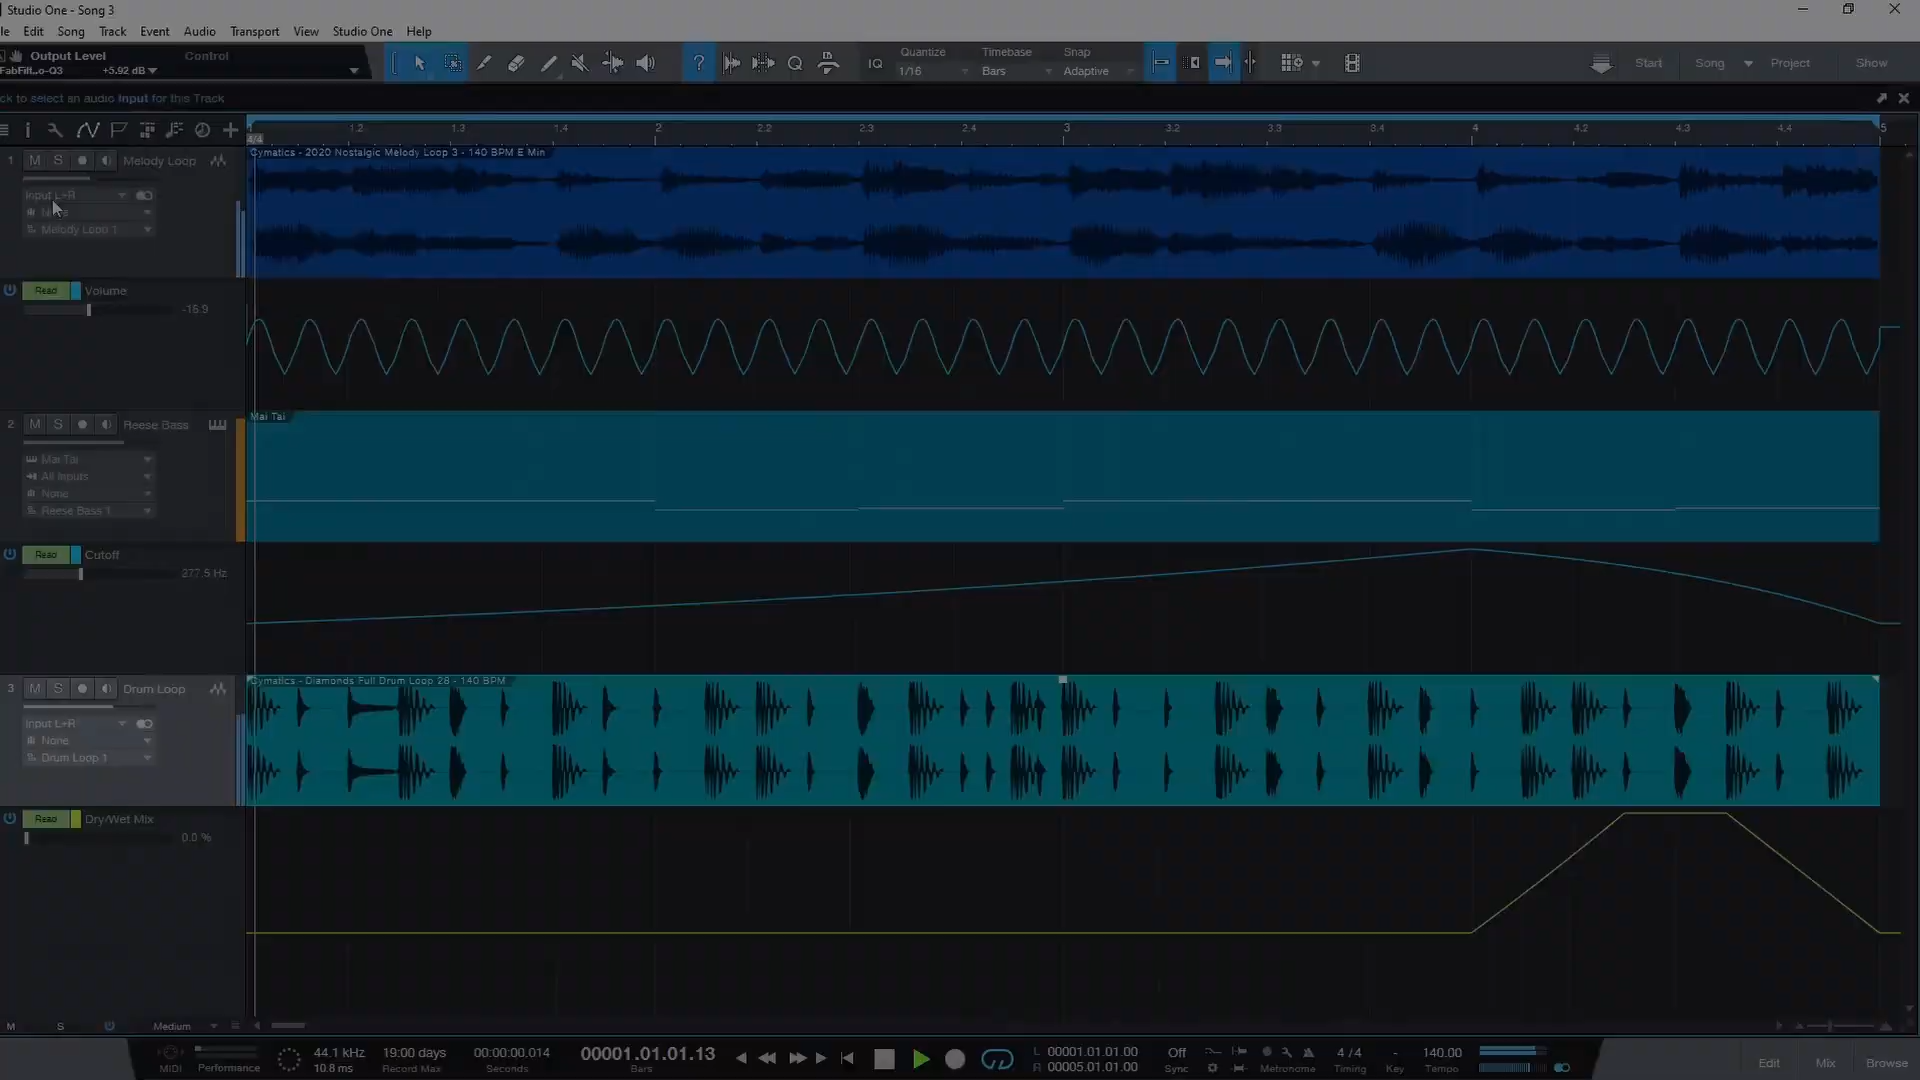 Studio One - Song 3
le Edit Song Track Event Audio Transport View Studio One Help
Output Level Control
FabFilt...o-Q3 +5.92 dB
? IQ Quantize 1/16 Timebase Bars Snap Adaptive Start Song Project Show
ck to select an audio Input for this Track
1.2 1.3 1.4 2 2.2 2.3 2.4 3 3.2 3.3 3.4 4 4.2 4.3 4.4 5
4/4
1 M S Melody Loop
Cymatics - 2020 Nostalgic Melody Loop 3 - 140 BPM E Min
Input L+R
Melody Loop 1
Read Volume
-15.9
2 M S Reese Bass
Mai Tai
Mai Tai
All Inputs
None
Reese Bass 1
Read Cutoff
277.5 Hz
3 M S Drum Loop
Cymatics - Diamonds Full Drum Loop 28 - 140 BPM
Input L+R
None
Drum Loop 1
Read Dry/Wet Mix
0.0 %
M S Medium
MIDI Performance
44.1 kHz
10.8 ms
19:00 days
Record Max
00:00:00.014
Seconds
00001.01.01.13
Bars
L 00001.01.01.00
R 00005.01.01.00
Off
Sync
Metronome
4 / 4
Timing
-
Key
140.00
Tempo
Edit Mix Browse